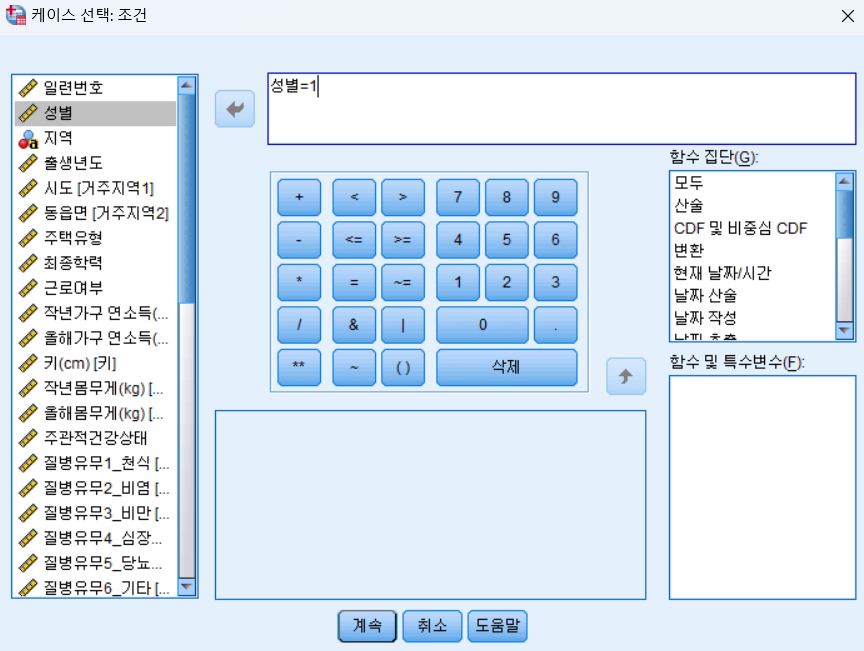 케이스 선택: 조건
일련번호
성별
지역
출생년도
시도 [거주지역1]
동읍면 [거주지역2]
주택유형
최종학력
근로여부
작년가구 연소득(...
올해가구 연소득(...
키(cm) [키]
작년몸무게(kg) [...
올해몸무게(kg) [...
주관적건강상태
질병유무1_천식 [...
질병유무2_비염 [...
질병유무3_비만 [...
질병유무4_심장...
질병유무5_당뇨...
질병유무6_기타 [...
성별=1
+ < > 7 8 9
- <= >= 4 5 6
* = ~= 1 2 3
/ & | 0 .
** ~ ( ) 삭제
함수 집단(G):
모두
산술
CDF 및 비중심 CDF
변환
현재 날짜/시간
날짜 산술
날짜 작성
날짜 추출
함수 및 특수변수(F):
계속 취소 도움말